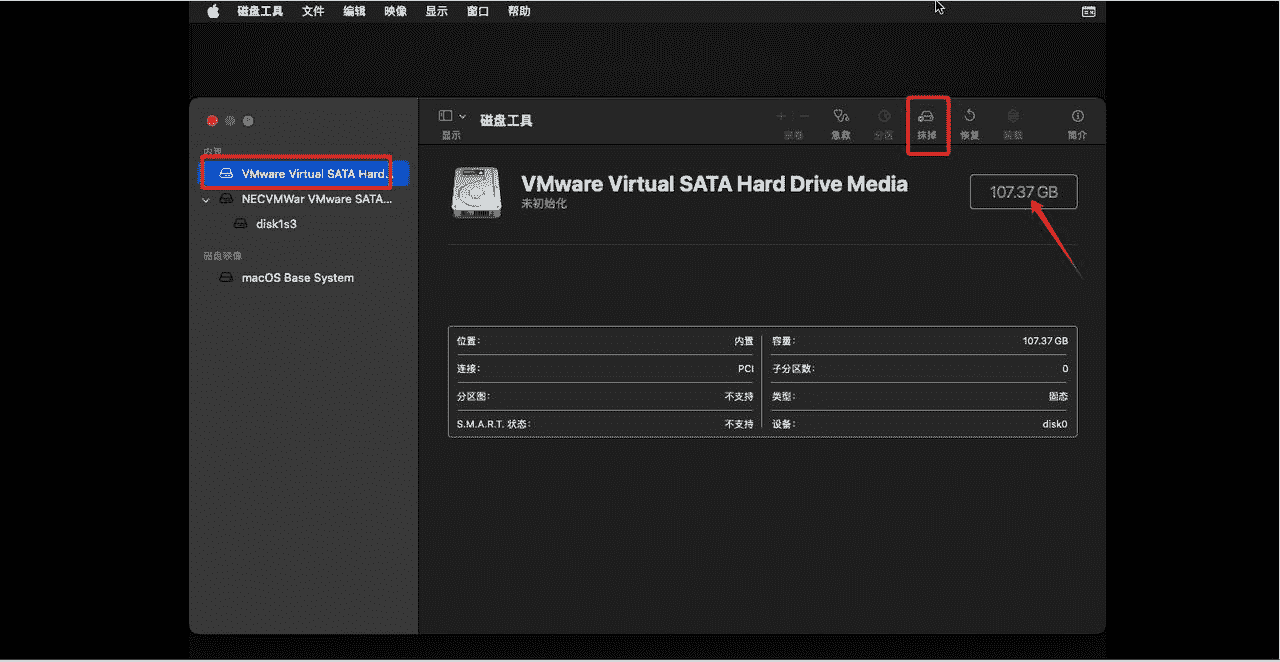 磁盘工具 文件 编辑 映像 显示 窗口 帮助
内置
VMware Virtual SATA Hard...
NECVMWar VMware SATA...
disk1s3
磁盘映像
macOS Base System
显示
磁盘工具
宗卷 急救 分区 抹掉 恢复 装载 简介
VMware Virtual SATA Hard Drive Media
未初始化
107.37 GB
位置: 内置 容量: 107.37 GB
连接: PCI 子分区数: 0
分区图: 不支持 类型: 固态
S.M.A.R.T. 状态: 不支持 设备: disk0